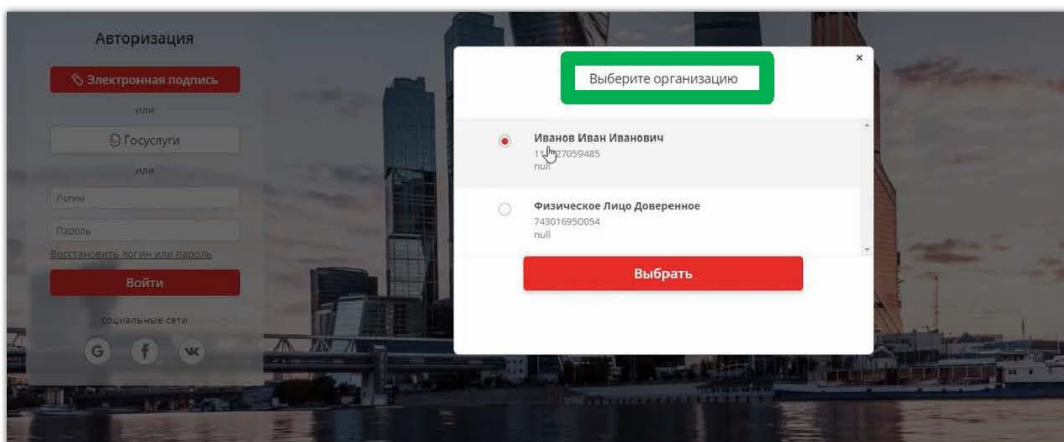 Авторизация
Электронная подпись
или
Госуслуги
или
Логин
Пароль
Восстановить логин или пароль
Войти
социальные сети
G f
×
Выберите организацию
Иванов Иван Иванович
null
Физическое Лицо Доверенное
743016950054
null
Выбрать